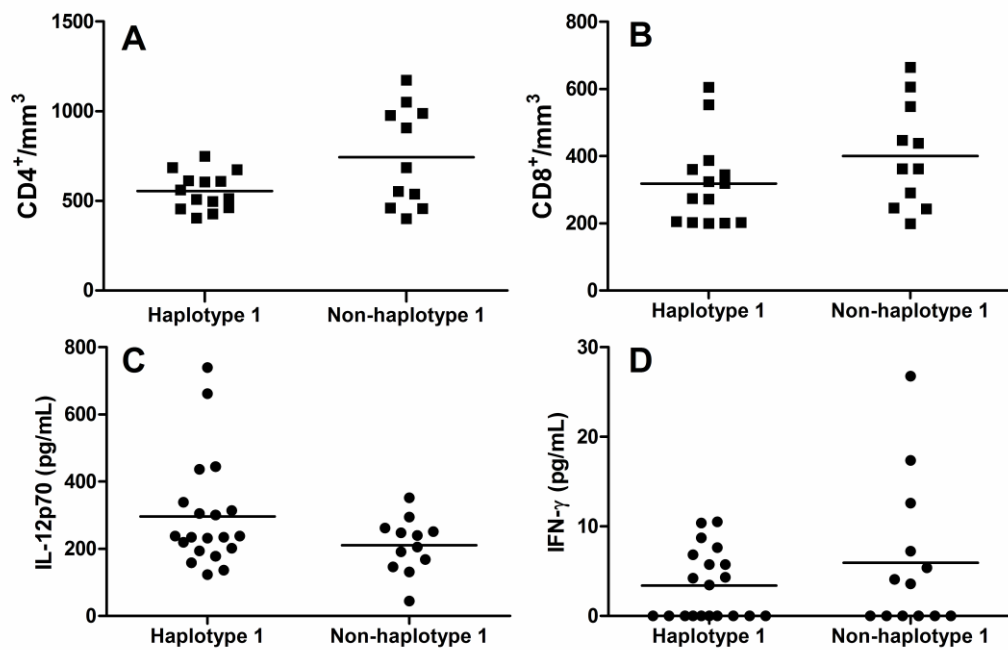 A
CD4⁺/mm³
1500
1000
500
0
Haplotype 1
Non-haplotype 1
B
CD8⁺/mm³
800
600
400
200
0
Haplotype 1
Non-haplotype 1
C
IL-12p70 (pg/mL)
800
600
400
200
0
Haplotype 1
Non-haplotype 1
D
IFN-γ (pg/mL)
30
20
10
0
Haplotype 1
Non-haplotype 1